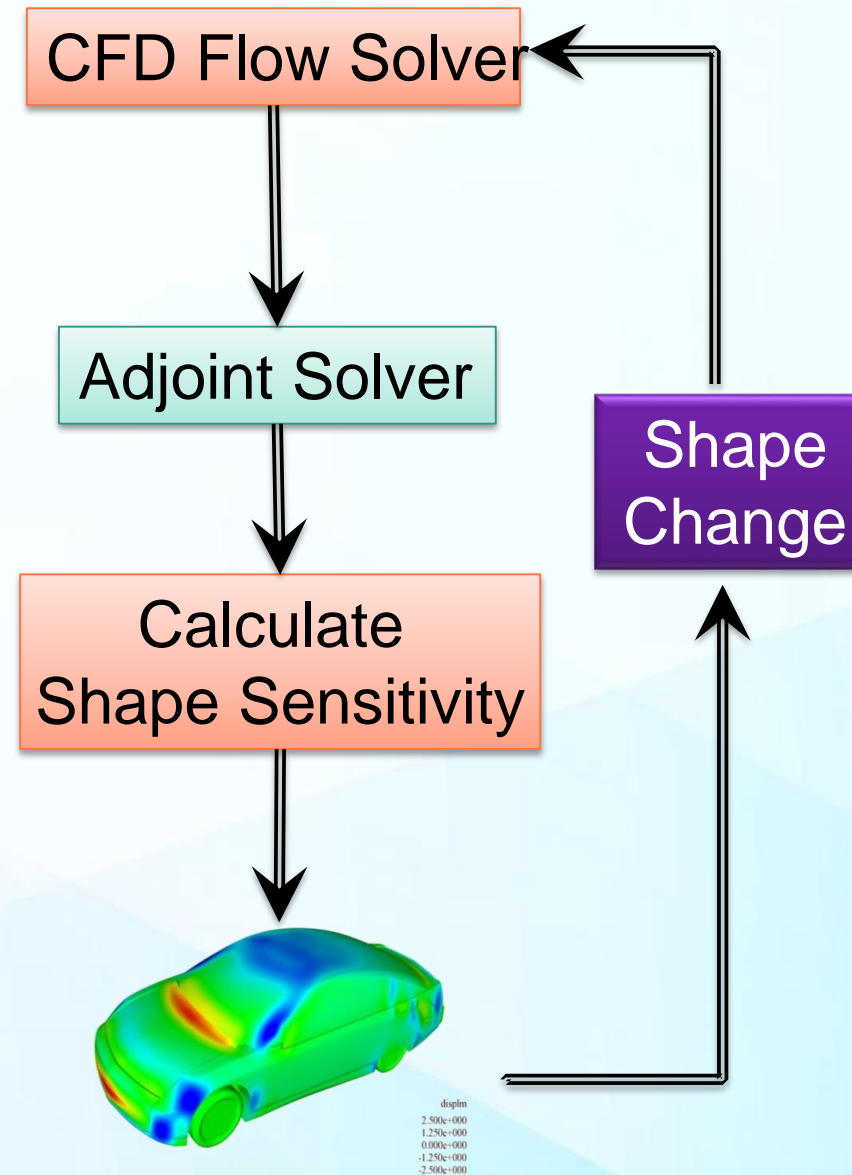 CFD Flow Solver
Adjoint Solver
Shape
Change
Calculate
Shape Sensitivity
displm
2.500e+000
1.250e+000
0.000e+000
-1.250e+000
-2.500e+000